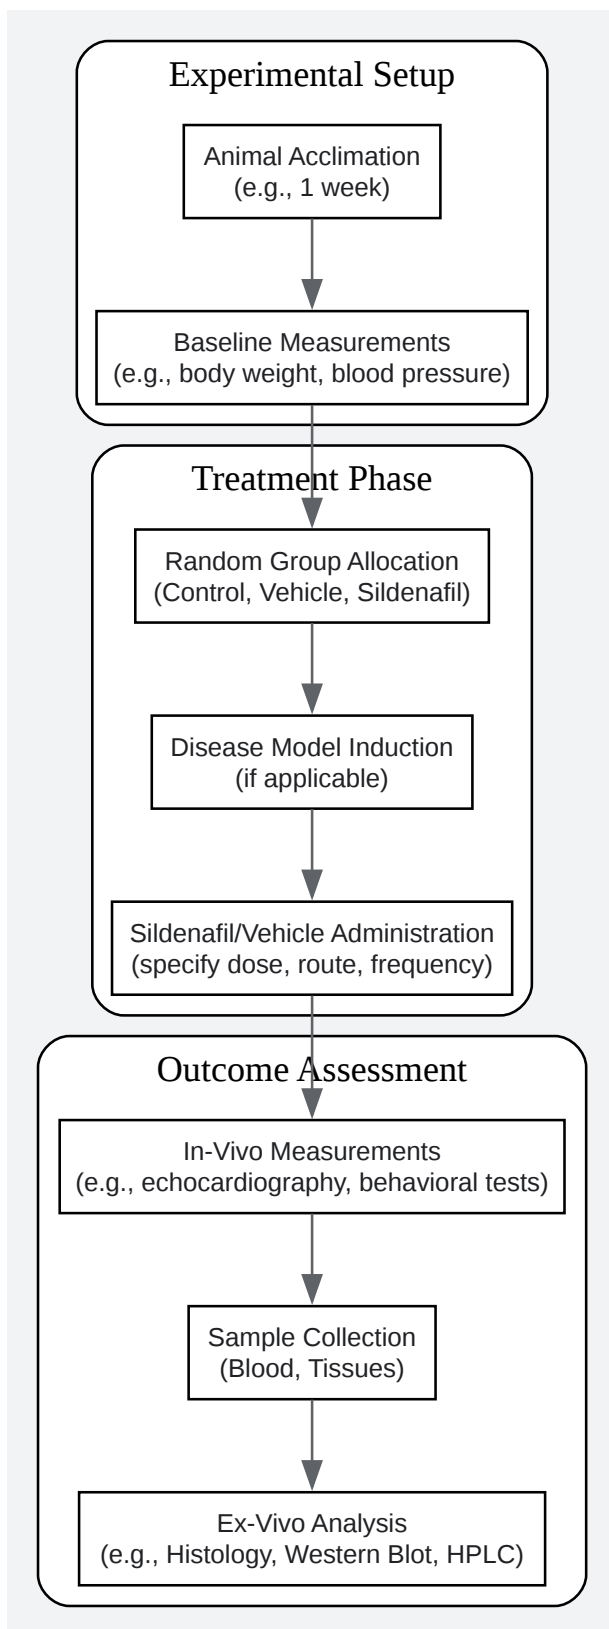 Experimental Setup
Animal Acclimation
(e.g., 1 week)
Baseline Measurements
(e.g., body weight, blood pressure)
Treatment Phase
Random Group Allocation
(Control, Vehicle, Sildenafil)
Disease Model Induction
(if applicable)
Sildenafil/Vehicle Administration
(specify dose, route, frequency)
Outcome Assessment
In-Vivo Measurements
(e.g., echocardiography, behavioral tests)
Sample Collection
(Blood, Tissues)
Ex-Vivo Analysis
(e.g., Histology, Western Blot, HPLC)